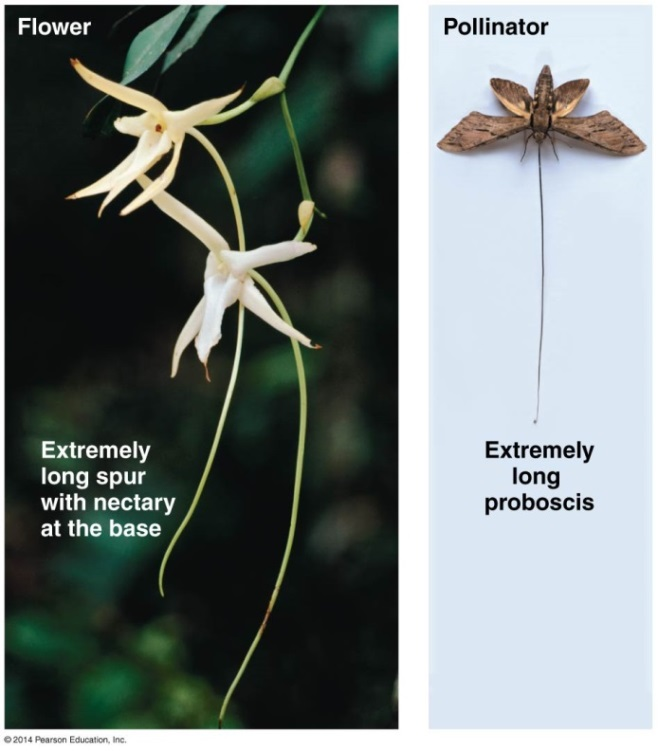 Flower
Extremely
long spur
with nectary
at the base
Pollinator
Extremely
long
proboscis
© 2014 Pearson Education, Inc.